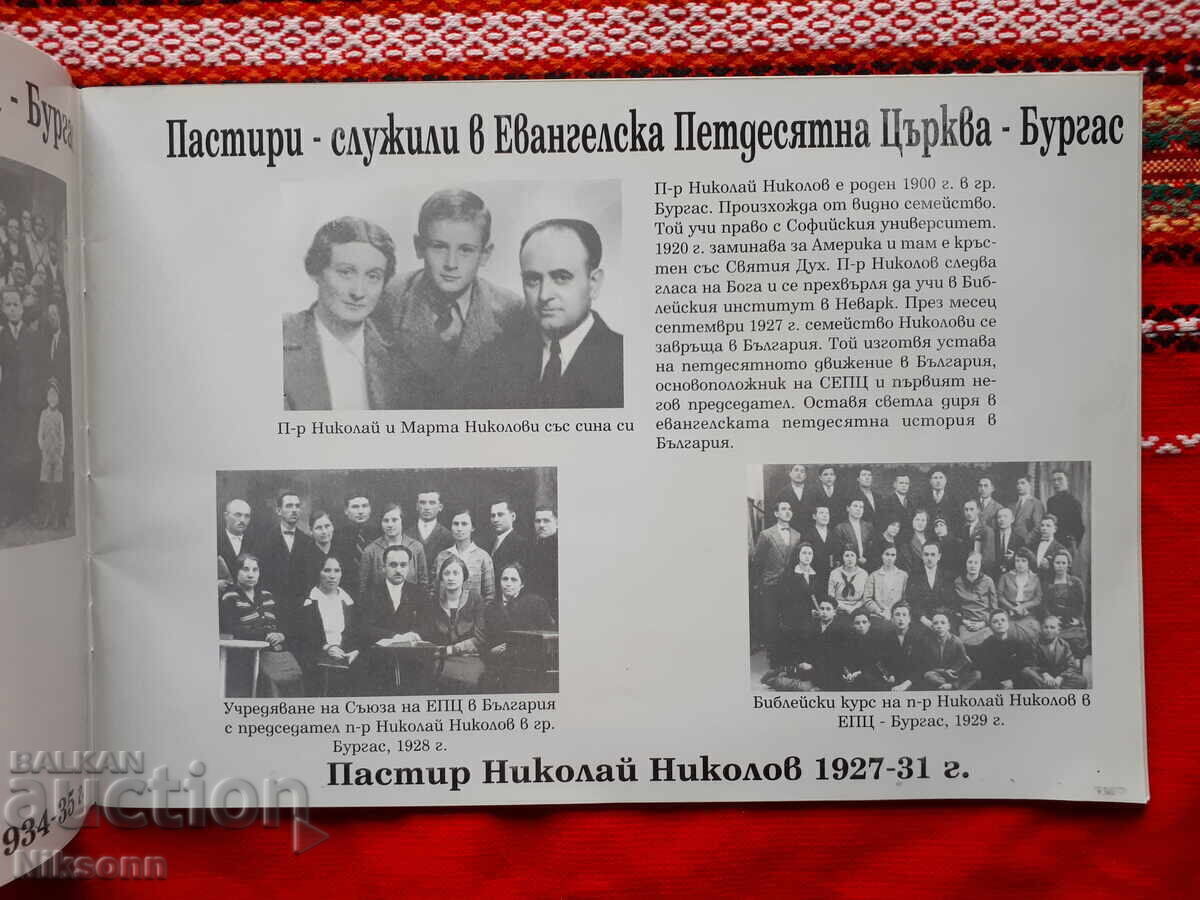 - Бурга
934-35 г
Пастири - служили в Евангелска Петдесятна Църква - Бургас
П-р Николай и Марта Николови със сина си
П-р Николай Николов е роден 1900 г. в гр.
Бургас. Произхожда от видно семейство.
Той учи право с Софийския университет.
1920 г. заминава за Америка и там е кръс-
тен със Святия Дух. П-р Николов следва
гласа на Бога и се прехвърля да учи в Биб-
лейския институт в Неварк. През месец
септември 1927 г. семейство Николови се
завръща в България. Той изготвя устава
на петдесятното движение в България,
основоположник на СЕПЦ и първият не-
гов председател. Оставя светла диря в
евангелската петдесятна история в
България.
Учредяване на Съюза на ЕПЦ в България
с председател п-р Николай Николов в гр.
Бургас, 1928 г.
Библейски курс на п-р Николай Николов в
ЕПЦ - Бургас, 1929 г.
Пастир Николай Николов 1927-31 г.
BALKAN
auction
Niksonn